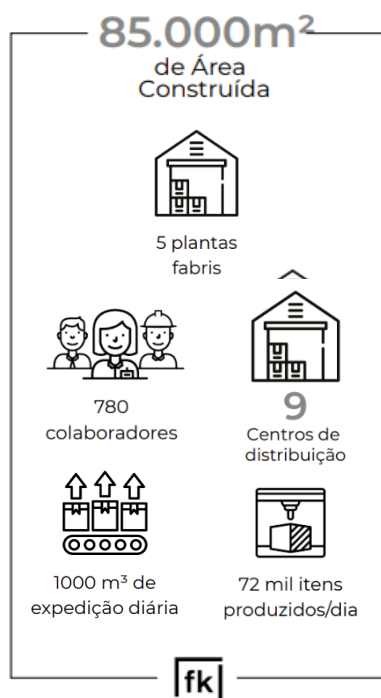 85.000m²
de Área
Construída
5 plantas
fabris
780
colaboradores
9
Centros de
distribuição
1000 m³ de
expedição diária
72 mil itens
produzidos/dia
fk